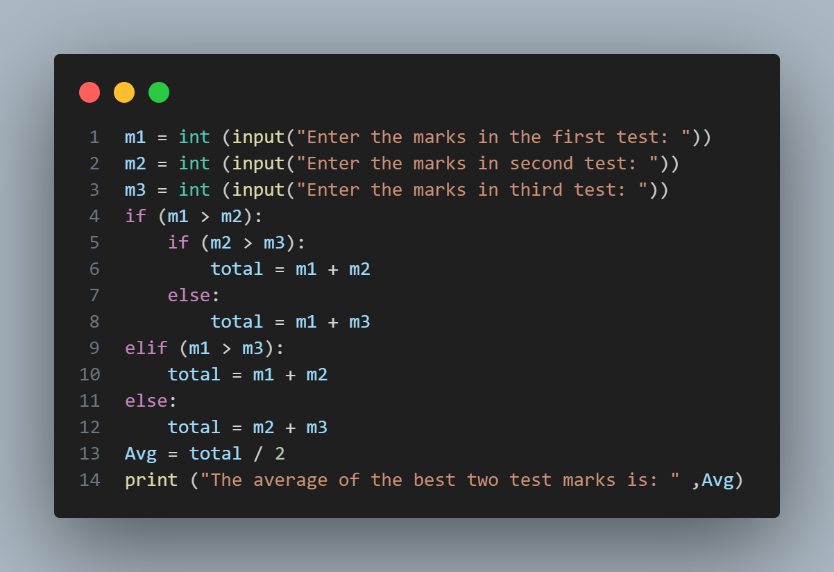 1 m1 = int (input("Enter the marks in the first test: "))
2 m2 = int (input("Enter the marks in second test: "))
3 m3 = int (input("Enter the marks in third test: "))
4 if (m1 > m2):
5     if (m2 > m3):
6         total = m1 + m2
7     else:
8         total = m1 + m3
9 elif (m1 > m3):
10     total = m1 + m2
11 else:
12     total = m2 + m3
13 Avg = total / 2
14 print ("The average of the best two test marks is: " ,Avg)